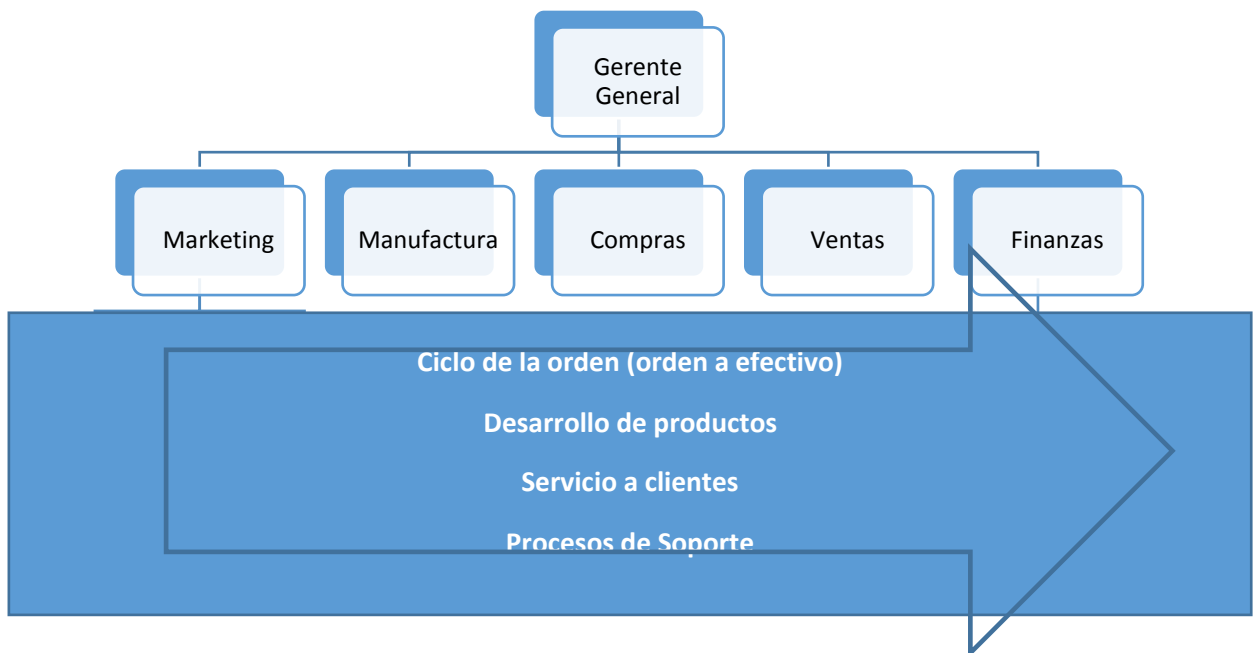 Gerente
General
Marketing
Manufactura
Compras
Ventas
Finanzas
Ciclo de la orden (orden a efectivo)
Desarrollo de productos
Servicio a clientes
Procesos de Soporte